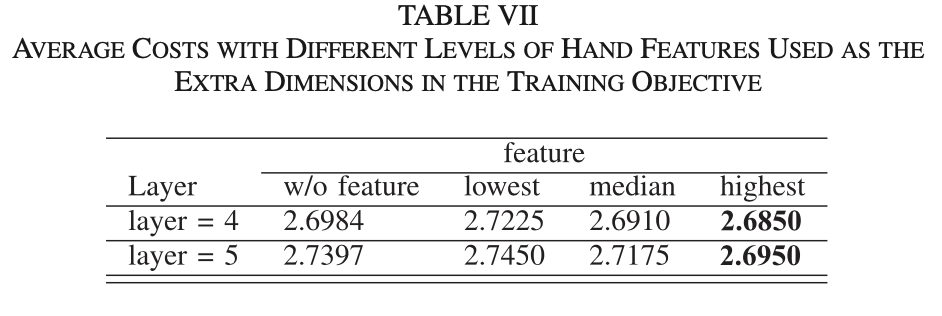 TABLE VII
AVERAGE COSTS WITH DIFFERENT LEVELS OF HAND FEATURES USED AS THE
EXTRA DIMENSIONS IN THE TRAINING OBJECTIVE
feature
Layer w/o feature lowest median highest
layer = 4 2.6984 2.7225 2.6910 2.6850
layer = 5 2.7397 2.7450 2.7175 2.6950